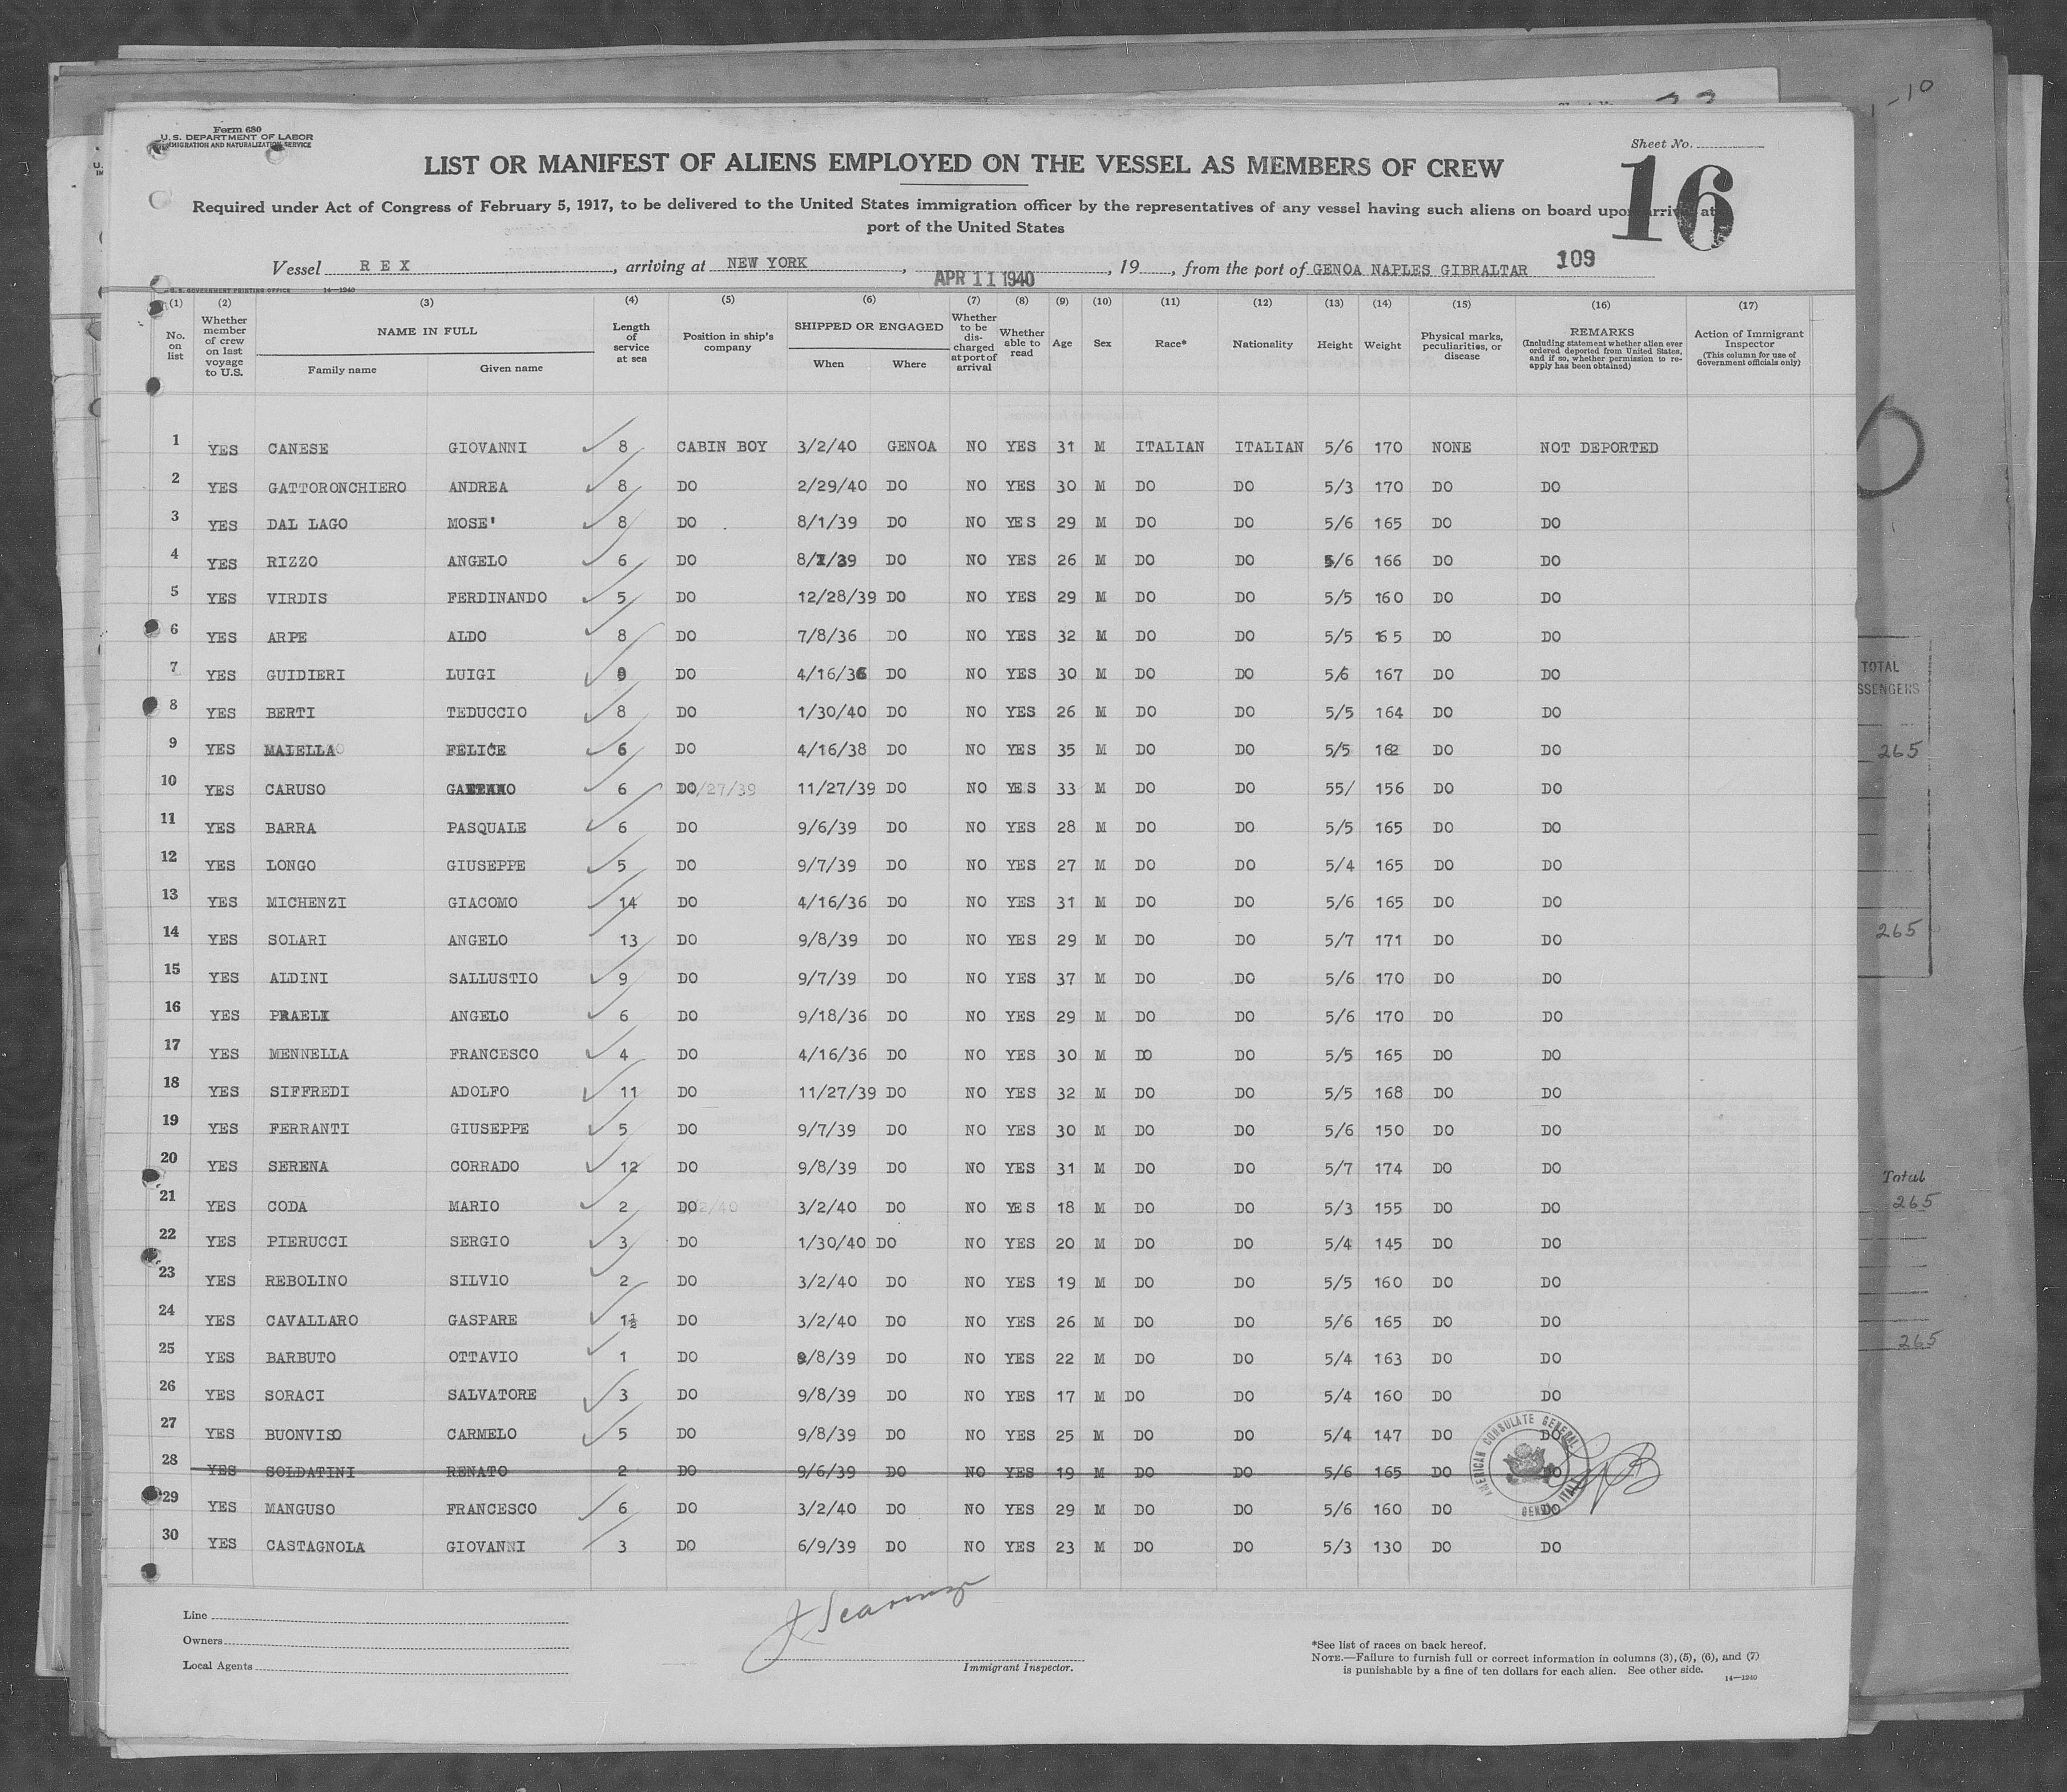 1-10
Form 680
U. S. DEPARTMENT OF LABOR
IMMIGRATION AND NATURALIZATION SERVICE
Sheet No.
16
LIST OR MANIFEST OF ALIENS EMPLOYED ON THE VESSEL AS MEMBERS OF CREW
Required under Act of Congress of February 5, 1917, to be delivered to the United States immigration officer by the representatives of any vessel having such aliens on board upon arrival at
port of the United States
Vessel REX, arriving at NEW YORK, APR 11 1940, 19, from the port of GENOA NAPLES GIBRALTAR 109
U. S. GOVERNMENT PRINTING OFFICE 14—1240
(1) (2) (3) (4) (5) (6) (7) (8) (9) (10) (11) (12) (13) (14) (15) (16) (17)
No. on list Whether member of crew on last voyage to U.S. NAME IN FULL Family name Given name Length of service at sea Position in ship's company SHIPPED OR ENGAGED When Where Whether to be discharged at port of arrival Whether able to read Age Sex Race* Nationality Height Weight Physical marks, peculiarities, or disease REMARKS (Including statement whether alien ever ordered deported from United States, and if so, whether permission to reapply has been obtained) Action of Immigrant Inspector (This column for use of Government officials only)
1 YES CANESE GIOVANNI 8 CABIN BOY 3/2/40 GENOA NO YES 31 M ITALIAN ITALIAN 5/6 170 NONE NOT DEPORTED
2 YES GATTORONCHIERO ANDREA 8 DO 2/29/40 DO NO YES 30 M DO DO 5/3 170 DO DO
3 YES DAL LAGO MOSE' 8 DO 8/1/39 DO NO YES 29 M DO DO 5/6 165 DO DO
4 YES RIZZO ANGELO 6 DO 8/1/39 DO NO YES 26 M DO DO 5/6 166 DO DO
5 YES VIRDIS FERDINANDO 5 DO 12/28/39 DO NO YES 29 M DO DO 5/5 160 DO DO
6 YES ARPE ALDO 8 DO 7/8/36 DO NO YES 32 M DO DO 5/5 165 DO DO
7 YES GUIDIERI LUIGI DO 4/16/36 DO NO YES 30 M DO DO 5/6 167 DO DO
8 YES BERTI TEDUCCIO 8 DO 1/30/40 DO NO YES 26 M DO DO 5/5 164 DO DO
9 YES MAIELLA FELICE 6 DO 4/16/38 DO NO YES 35 M DO DO 5/5 162 DO DO
10 YES CARUSO GAETANO 6 DO 11/27/39 DO NO YES 33 M DO DO 55/ 156 DO DO
11 YES BARRA PASQUALE 6 DO 9/6/39 DO NO YES 28 M DO DO 5/5 165 DO DO
12 YES LONGO GIUSEPPE 5 DO 9/7/39 DO NO YES 27 M DO DO 5/4 165 DO DO
13 YES MICHENZI GIACOMO 14 DO 4/16/36 DO NO YES 31 M DO DO 5/6 165 DO DO
14 YES SOLARI ANGELO 13 DO 9/8/39 DO NO YES 29 M DO DO 5/7 171 DO DO
15 YES ALDINI SALLUSTIO 9 DO 9/7/39 DO NO YES 37 M DO DO 5/6 170 DO DO
16 YES PRAELI ANGELO 6 DO 9/18/36 DO NO YES 29 M DO DO 5/6 170 DO DO
17 YES MENNELLA FRANCESCO 4 DO 4/16/36 DO NO YES 30 M DO DO 5/5 165 DO DO
18 YES SIFFREDI ADOLFO 11 DO 11/27/39 DO NO YES 32 M DO DO 5/5 168 DO DO
19 YES FERRANTI GIUSEPPE 5 DO 9/7/39 DO NO YES 30 M DO DO 5/6 150 DO DO
20 YES SERENA CORRADO 12 DO 9/8/39 DO NO YES 31 M DO DO 5/7 174 DO DO
21 YES CODA MARIO 2 DO 3/2/40 DO NO YES 18 M DO DO 5/3 155 DO DO
22 YES PIERUCCI SERGIO 3 DO 1/30/40 DO NO YES 20 M DO DO 5/4 145 DO DO
23 YES REBOLINO SILVIO 2 DO 3/2/40 DO NO YES 19 M DO DO 5/5 160 DO DO
24 YES CAVALLARO GASPARE 1½ DO 3/2/40 DO NO YES 26 M DO DO 5/6 165 DO DO
25 YES BARBUTO OTTAVIO 1 DO 9/8/39 DO NO YES 22 M DO DO 5/4 163 DO DO
26 YES SORACI SALVATORE 3 DO 9/8/39 DO NO YES 17 M DO DO 5/4 160 DO DO
27 YES BUONVISO CARMELO 5 DO 9/8/39 DO NO YES 25 M DO DO 5/4 147 DO DO
28 YES SOLDATINI RENATO 2 DO 9/6/39 DO NO YES 19 M DO DO 5/6 165 DO DO
29 YES MANGUSO FRANCESCO 6 DO 3/2/40 DO NO YES 29 M DO DO 5/6 160 DO DO
30 YES CASTAGNOLA GIOVANNI 3 DO 6/9/39 DO NO YES 23 M DO DO 5/3 130 DO DO
AMERICAN CONSULATE GENERAL
GENOA ITALY
Line
Owners
Local Agents
Immigrant Inspector.
*See list of races on back hereof.
NOTE.—Failure to furnish full or correct information in columns (3), (5), (6), and (7)
is punishable by a fine of ten dollars for each alien. See other side.
14—1240
TOTAL
265
265
Total
265
265